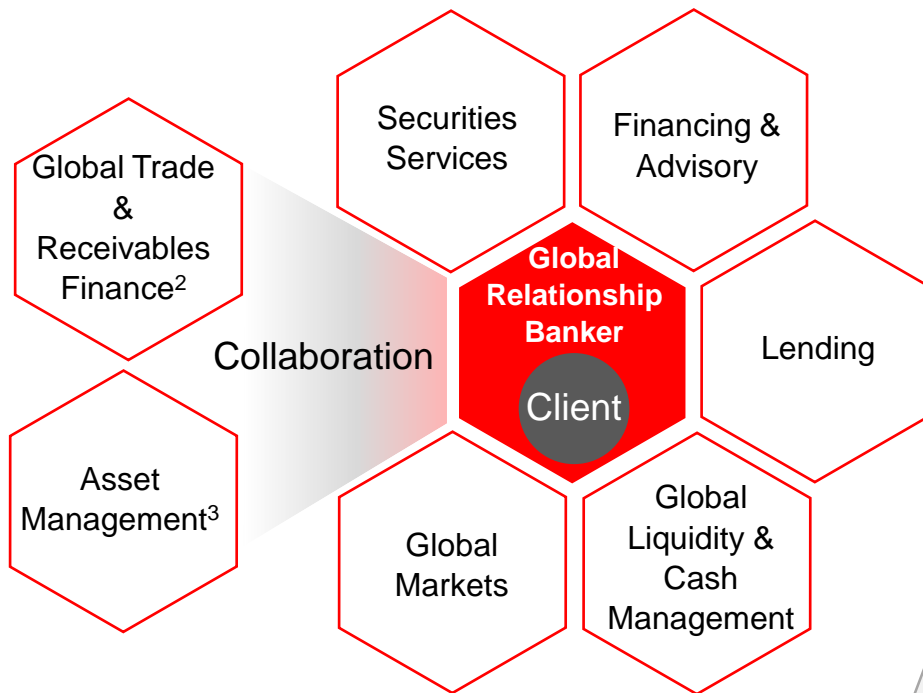 Securities
Services
Financing &
Advisory
Global Trade
&
Receivables
Finance²
Global
Relationship
Banker
Client
Lending
Collaboration
Asset
Management³
Global
Markets
Global
Liquidity &
Cash
Management